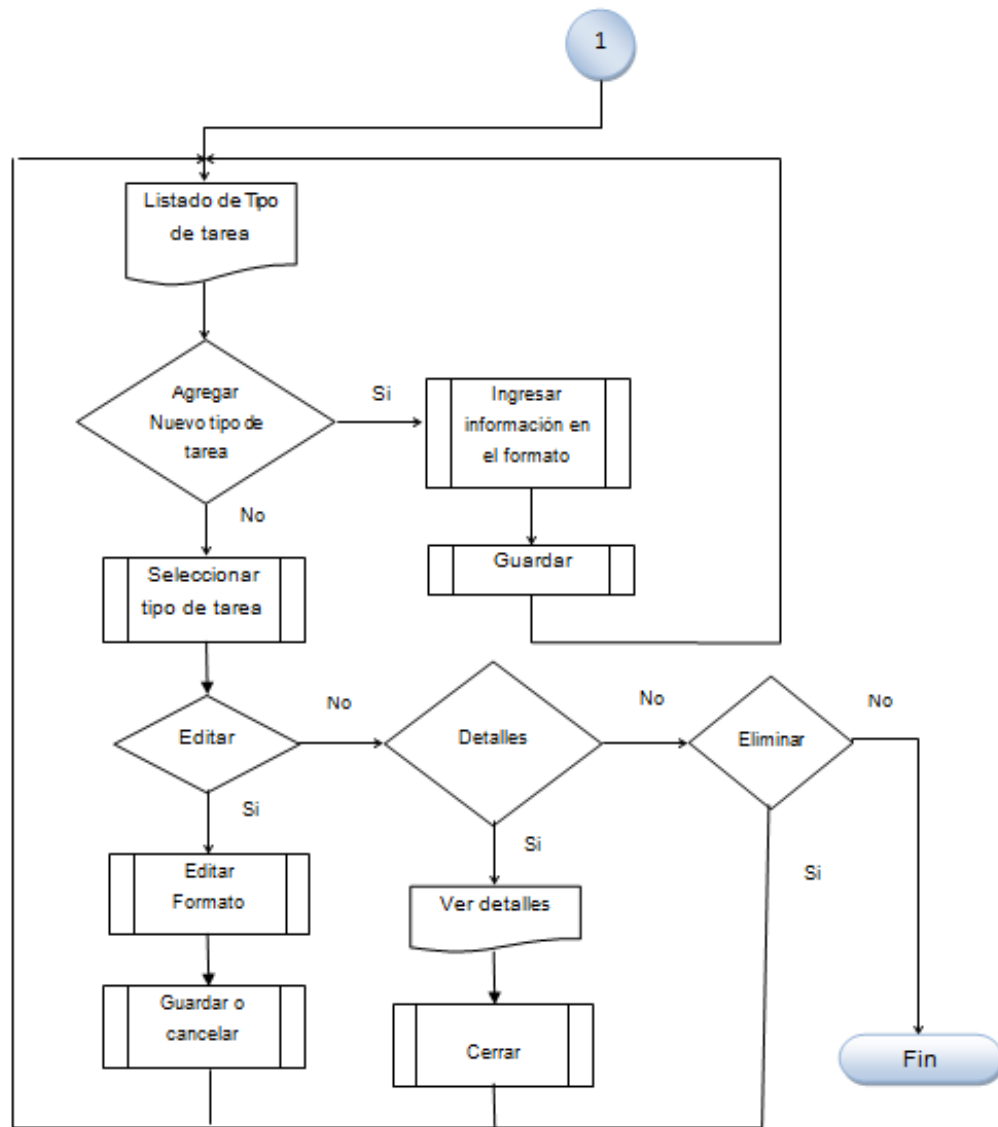 1
Listado de Tipo
de tarea
Agregar
Nuevo tipo de
tarea
Si
Ingresar
información en
el formato
No
Guardar
Seleccionar
tipo de tarea
Editar
No
Detalles
No
Eliminar
No
Si
Editar
Formato
Si
Ver detalles
Si
Guardar o
cancelar
Cerrar
Fin